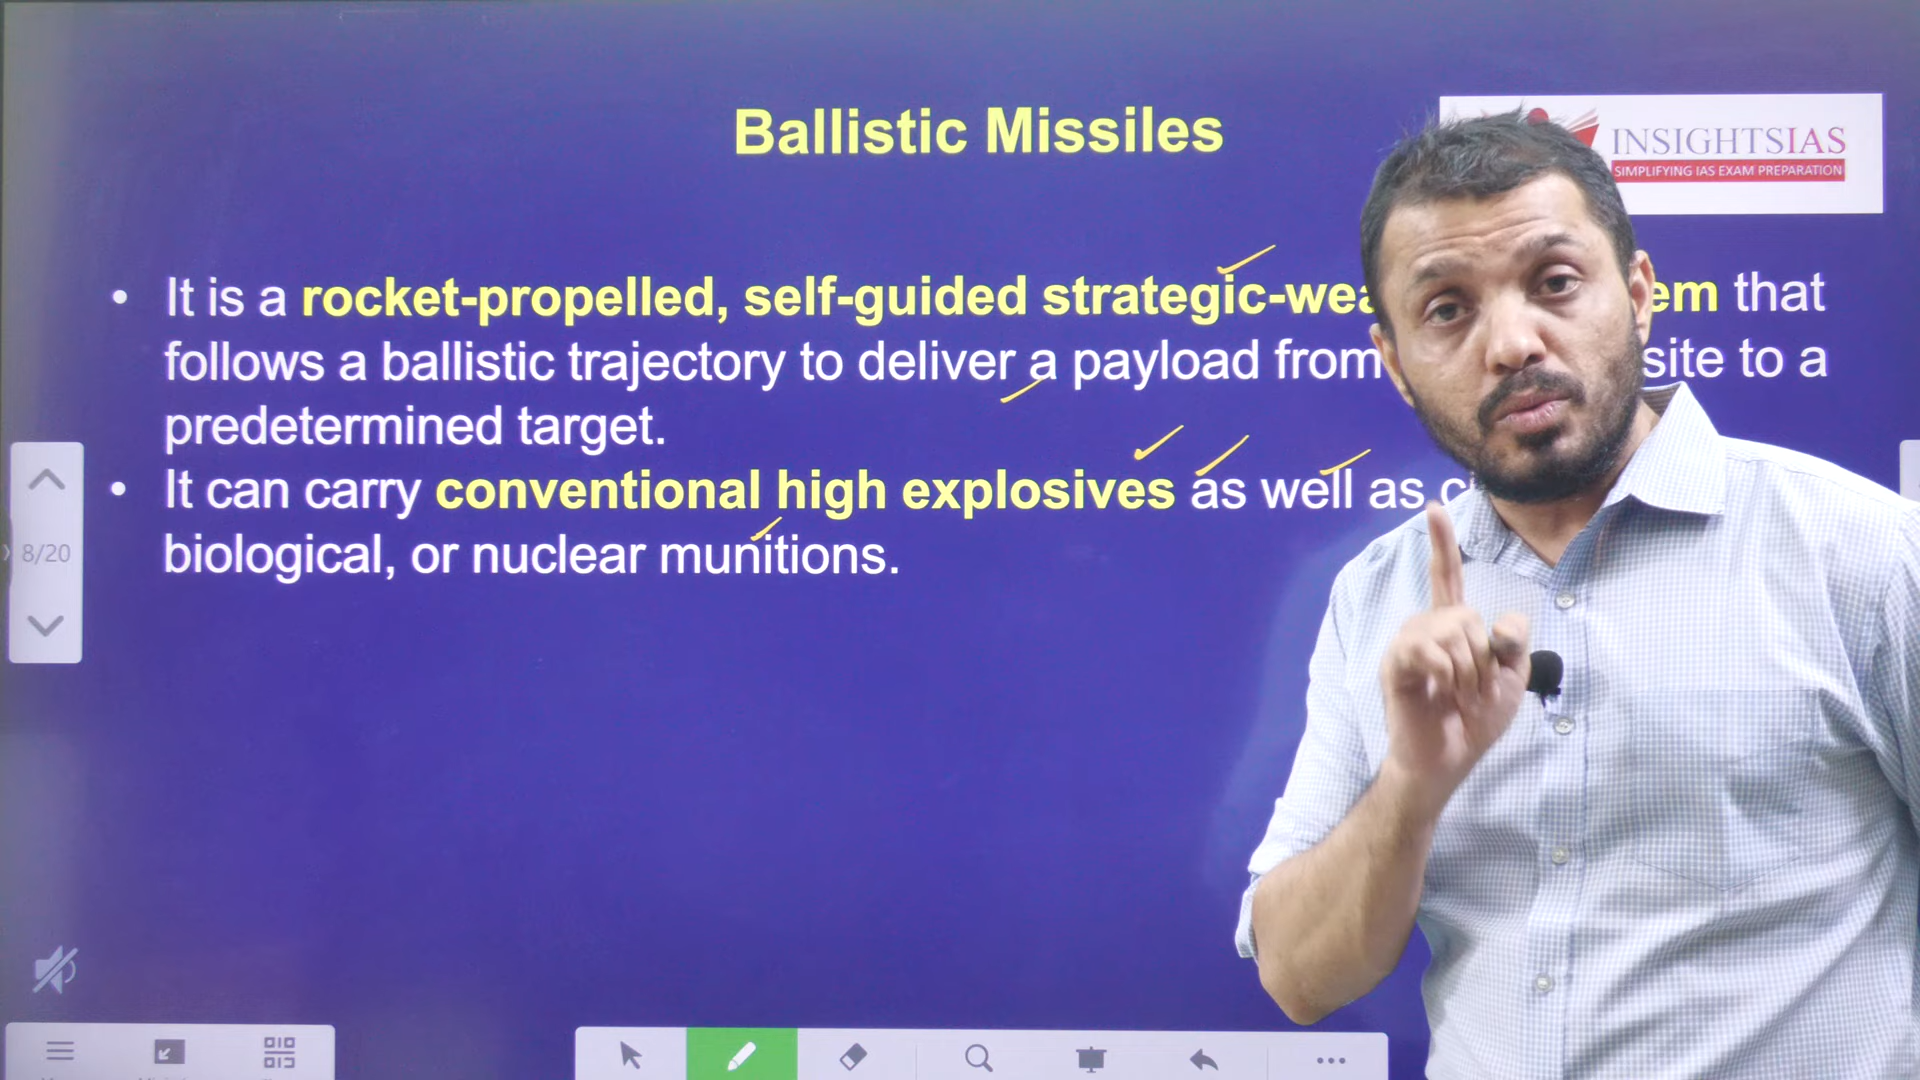 Ballistic Missiles
INSIGHTSIAS
SIMPLIFYING IAS EXAM PREPARATION
• It is a rocket-propelled, self-guided strategic-wea em that
follows a ballistic trajectory to deliver a payload from site to a
predetermined target.
• It can carry conventional high explosives as well as c
biological, or nuclear munitions.
8/20